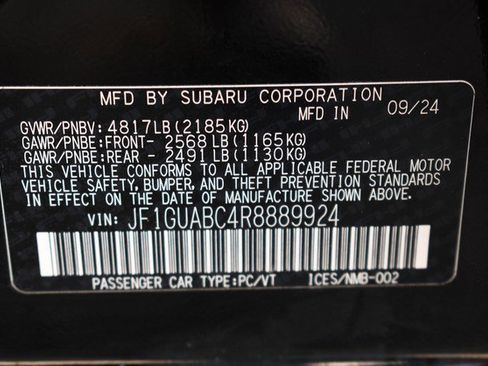 MFD BY SUBARU CORPORATION
MFD IN 09/24
GVWR/PNBV: 4817LB(2185KG)
GAWR/PNBE:FRONT- 2568LB(1165KG)
GAWR/PNBE:REAR - 2491LB(1130KG)
THIS VEHICLE CONFORMS TO ALL APPLICABLE FEDERAL MOTOR
VEHICLE SAFETY, BUMPER, AND THEFT PREVENTION STANDARDS
IN EFFECT ON THE DATE OF MANUFACTURE SHOWN ABOVE.
VIN: JF1GUABC4R8889924
PASSENGER CAR TYPE:PC/VT ICES/NMB-002